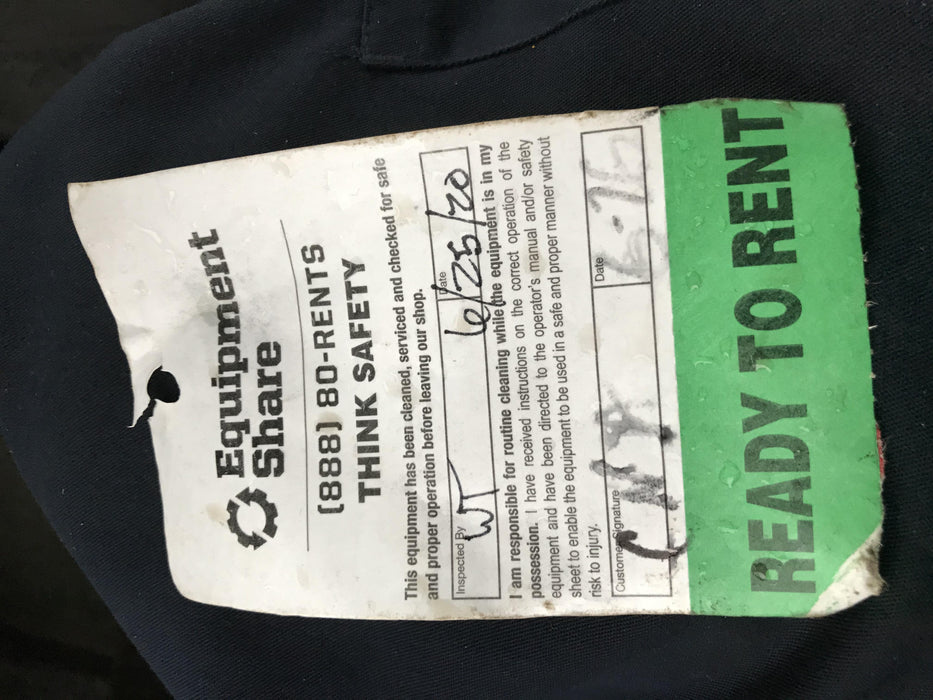 Equipment
Share
(888) 80-RENTS
THINK SAFETY
This equipment has been cleaned, serviced and checked for safe
and proper operation before leaving our shop.
Inspected By
WT
Date
6/25/20
I am responsible for routine cleaning while the equipment is in my
possession. I have received instructions on the correct operation of the
equipment and have been directed to the operator's manual and/or safety
sheet to enable the equipment to be used in a safe and proper manner without
risk to injury.
Customer Signature
Date
READY TO RENT